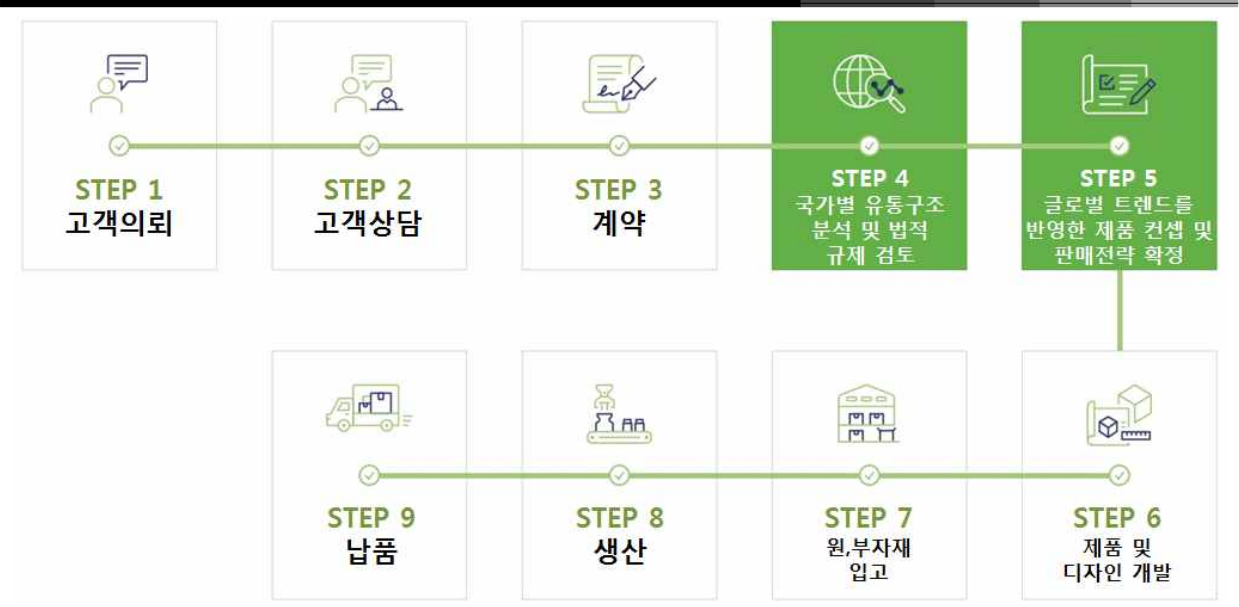 STEP 1
고객의뢰
STEP 2
고객상담
STEP 3
계약
STEP 4
국가별 유통구조
분석 및 법적
규제 검토
STEP 5
글로벌 트렌드를
반영한 제품 컨셉 및
판매전략 확정
STEP 6
제품 및
디자인 개발
STEP 7
원,부자재
입고
STEP 8
생산
STEP 9
납품